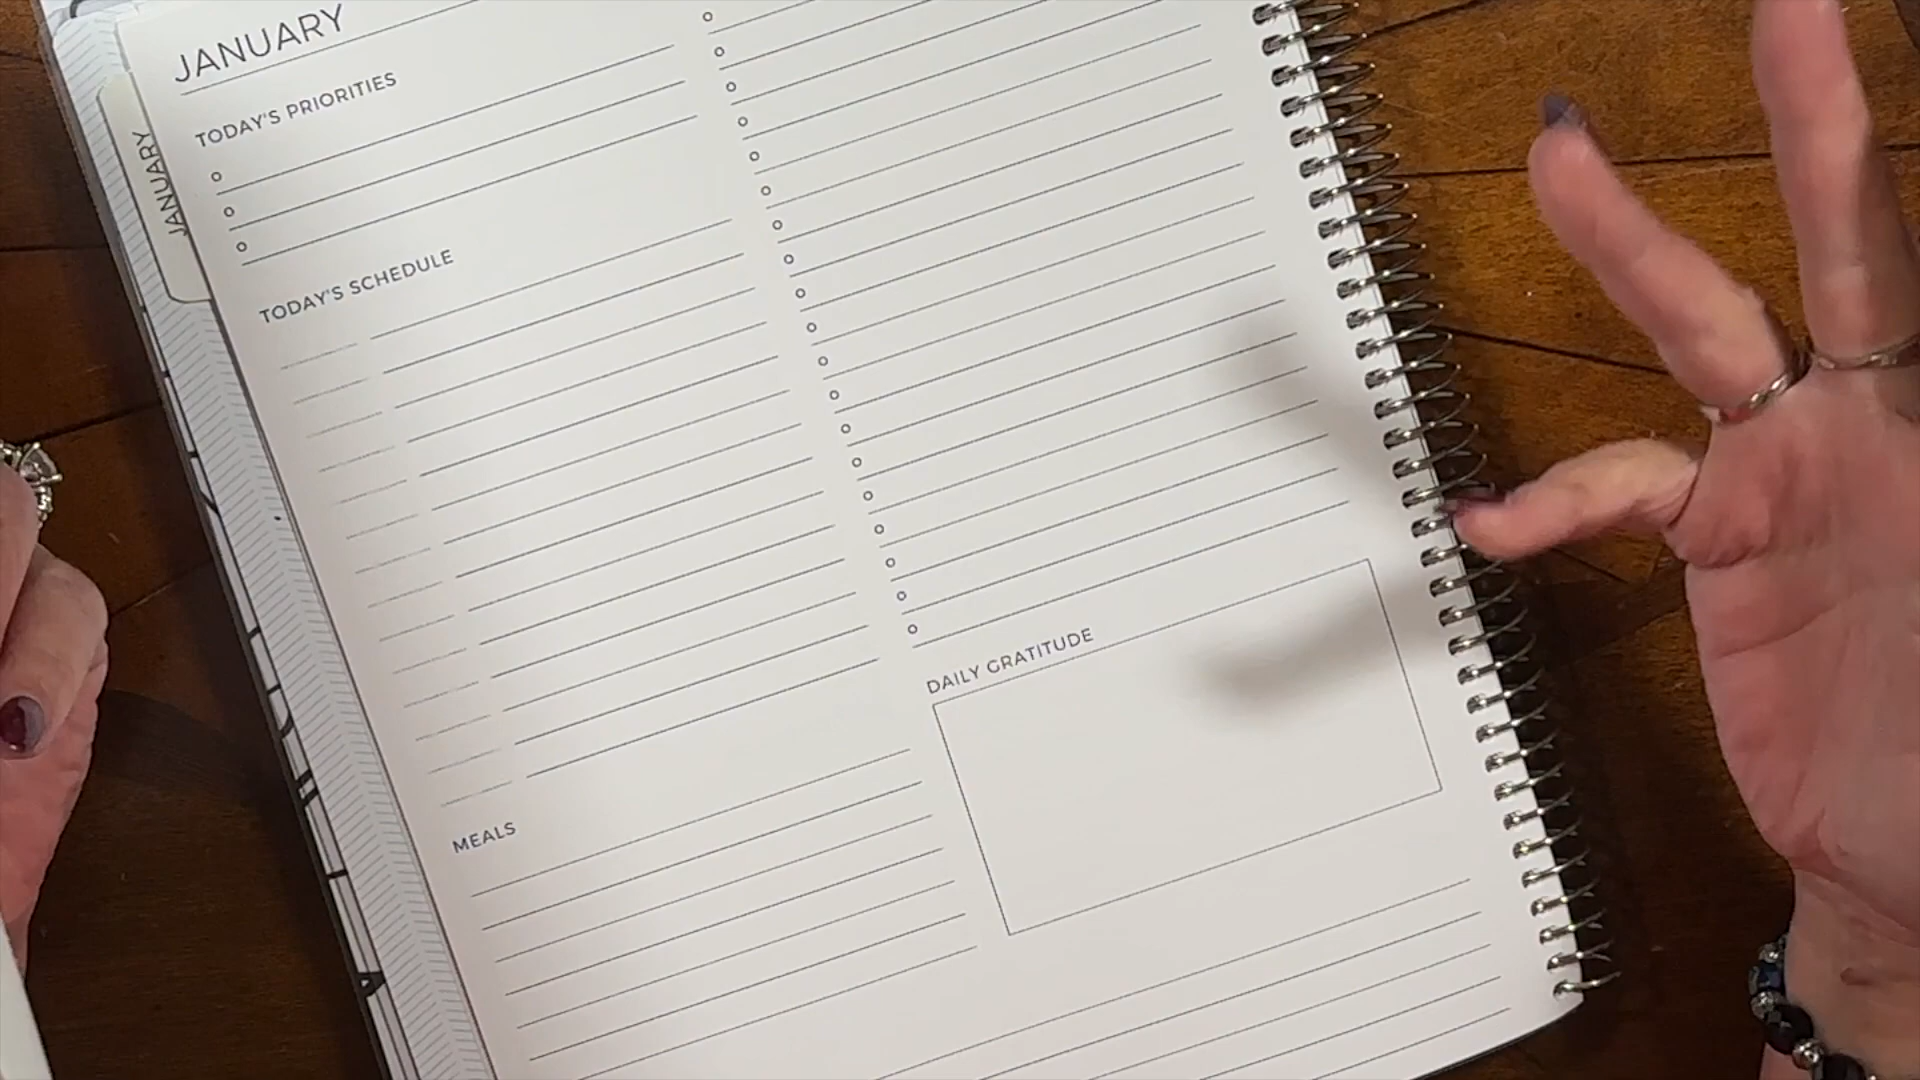 JANUARY
TODAY'S PRIORITIES
JANUARY
TODAY'S SCHEDULE
DAILY GRATITUDE
MEALS